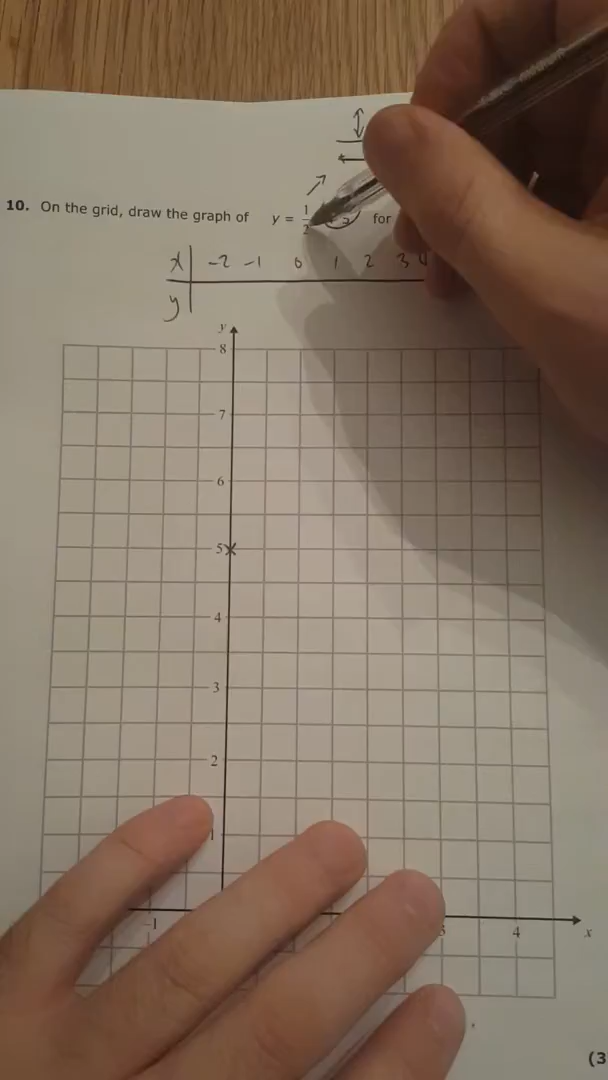 10. On the grid, draw the graph of y = 1/2 for
x -2 -1 0 1 2 3 4
y
y
8
7
6
5
4
3
2
1
-1 3 4 x
(3